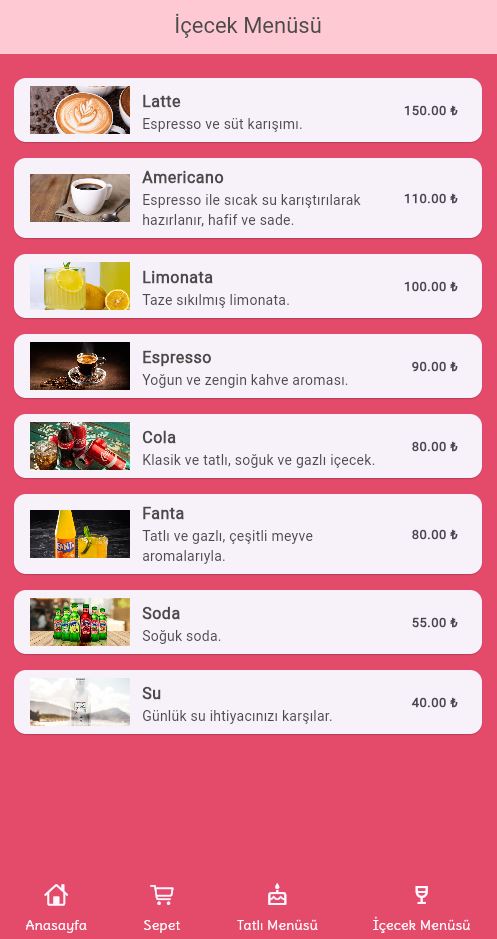 İçecek Menüsü
Latte
Espresso ve süt karışımı.
150.00 ₺
Americano
Espresso ile sıcak su karıştırılarak
hazırlanır, hafif ve sade.
110.00 ₺
Limonata
Taze sıkılmış limonata.
100.00 ₺
Espresso
Yoğun ve zengin kahve aroması.
90.00 ₺
Cola
Klasik ve tatlı, soğuk ve gazlı içecek.
80.00 ₺
FANTA
Fanta
Tatlı ve gazlı, çeşitli meyve
aromalarıyla.
80.00 ₺
Soda
Soğuk soda.
55.00 ₺
Su
Günlük su ihtiyacınızı karşılar.
40.00 ₺
Anasayfa
Sepet
Tatlı Menüsü
İçecek Menüsü